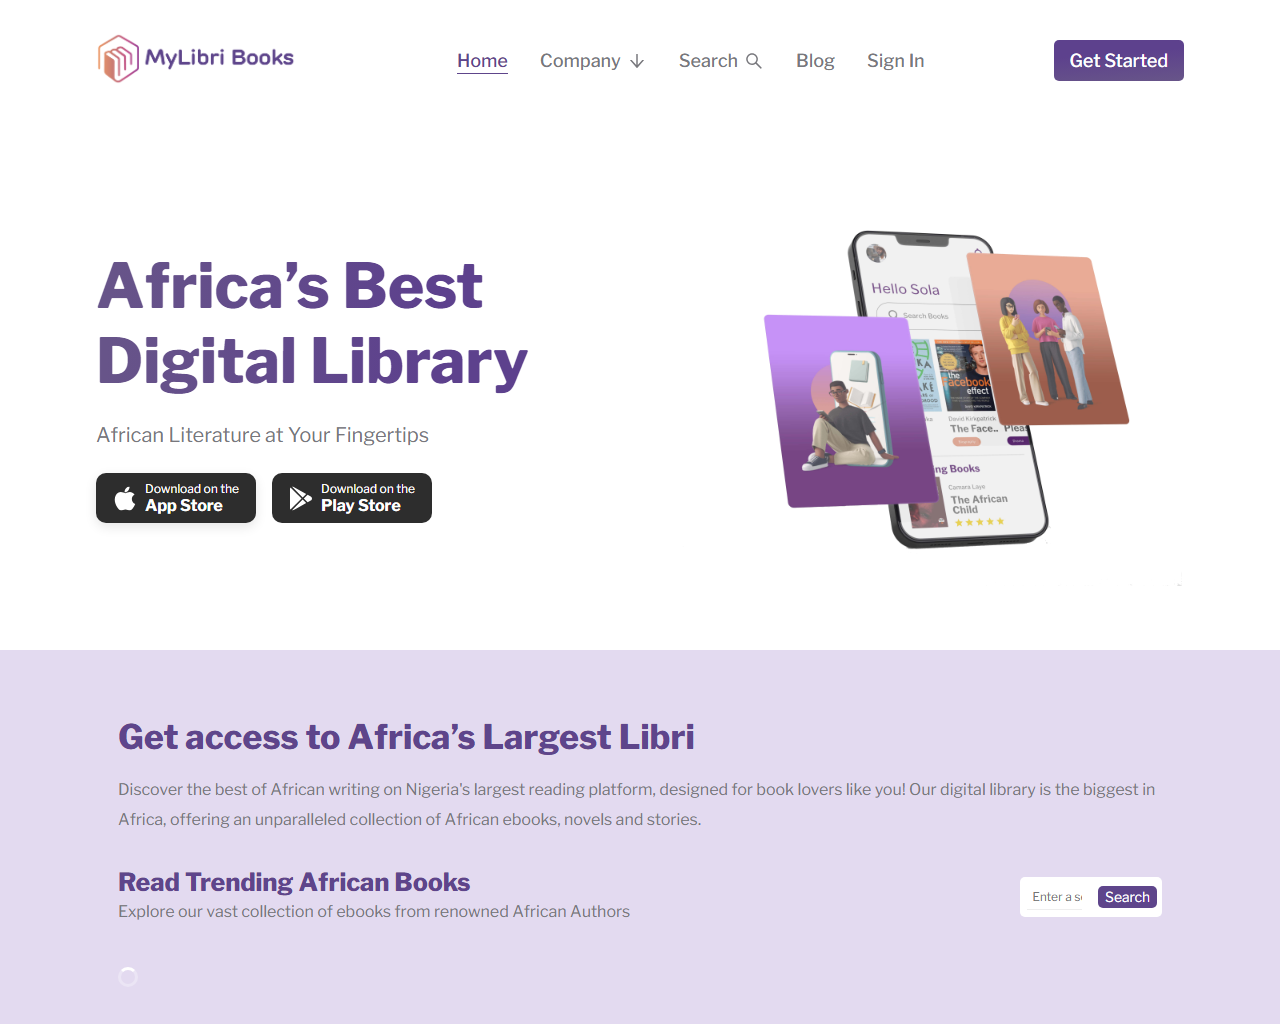 MyLibri Books
Home
Company
Search
Blog
Sign In
Get Started
Africa’s Best
Digital Library
African Literature at Your Fingertips
Download on the
App Store
Download on the
Play Store
Hello Sola
Search Books
the
facebook
effect
David Kirkpatrick
The Face..
Pleas
ng Books
Camara Laye
The African
Child
Get access to Africa’s Largest Libri
Discover the best of African writing on Nigeria's largest reading platform, designed for book lovers like you! Our digital library is the biggest in
Africa, offering an unparalleled collection of African ebooks, novels and stories.
Read Trending African Books
Explore our vast collection of ebooks from renowned African Authors
Enter a se
Search